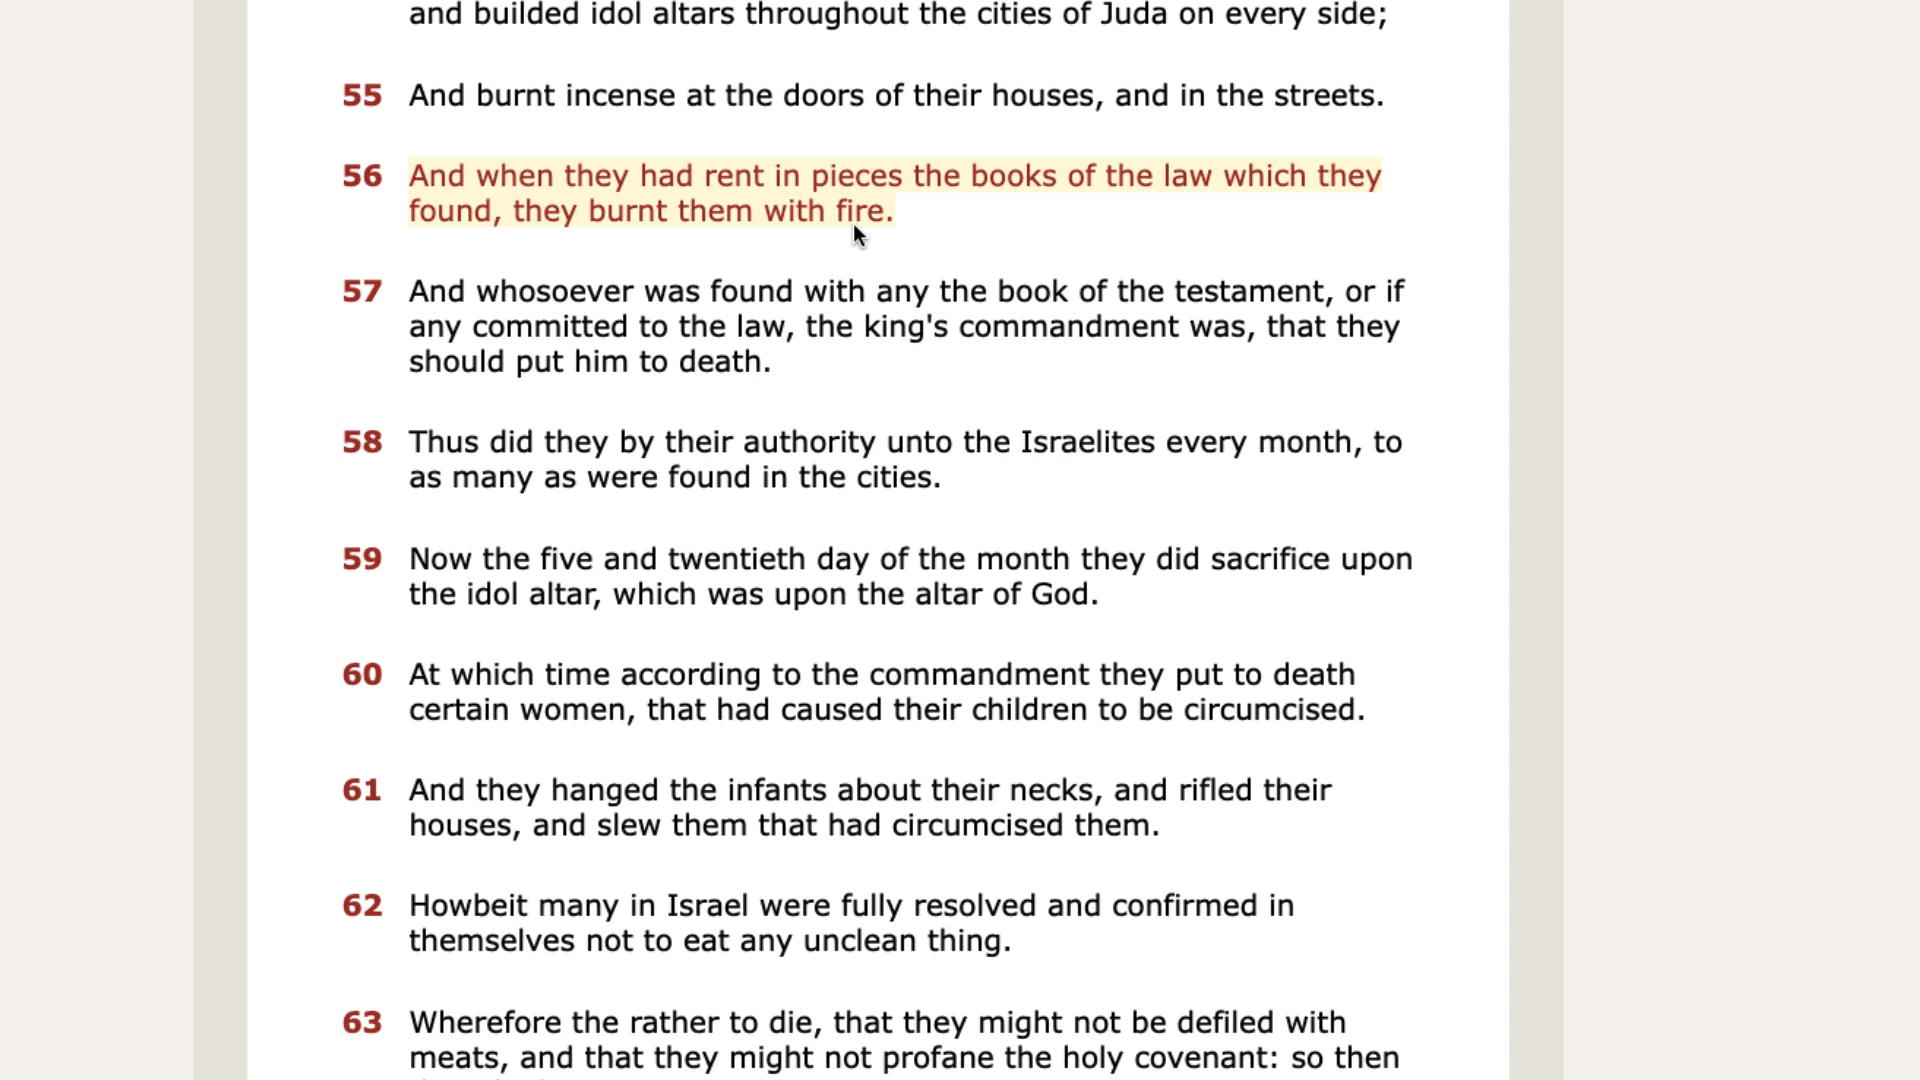 and builded idol altars throughout the cities of Juda on every side;
55 And burnt incense at the doors of their houses, and in the streets.
56 And when they had rent in pieces the books of the law which they
found, they burnt them with fire.
57 And whosoever was found with any the book of the testament, or if
any committed to the law, the king's commandment was, that they
should put him to death.
58 Thus did they by their authority unto the Israelites every month, to
as many as were found in the cities.
59 Now the five and twentieth day of the month they did sacrifice upon
the idol altar, which was upon the altar of God.
60 At which time according to the commandment they put to death
certain women, that had caused their children to be circumcised.
61 And they hanged the infants about their necks, and rifled their
houses, and slew them that had circumcised them.
62 Howbeit many in Israel were fully resolved and confirmed in
themselves not to eat any unclean thing.
63 Wherefore the rather to die, that they might not be defiled with
meats, and that they might not profane the holy covenant: so then